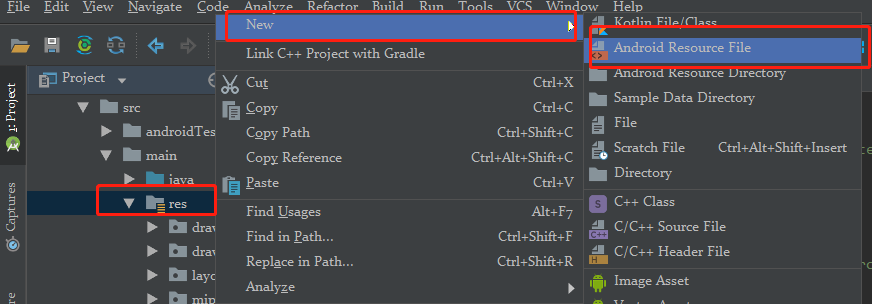 File Edit View Navigate Code Analyze Refactor Build Run Tools VCS Window Help
Project
1: Project
Captures
src
androidTes
main
java
res
draw
draw
layo
mip
New
Link C++ Project with Gradle
Cut Ctrl+X
Copy Ctrl+C
Copy Path Ctrl+Shift+C
Copy Reference Ctrl+Alt+Shift+C
Paste Ctrl+V
Find Usages Alt+F7
Find in Path... Ctrl+Shift+F
Replace in Path... Ctrl+Shift+R
Analyze
Kotlin File/Class
Android Resource File
Android Resource Directory
Sample Data Directory
File
Scratch File Ctrl+Alt+Shift+Insert
Directory
C++ Class
C/C++ Source File
C/C++ Header File
Image Asset
Vector Asset